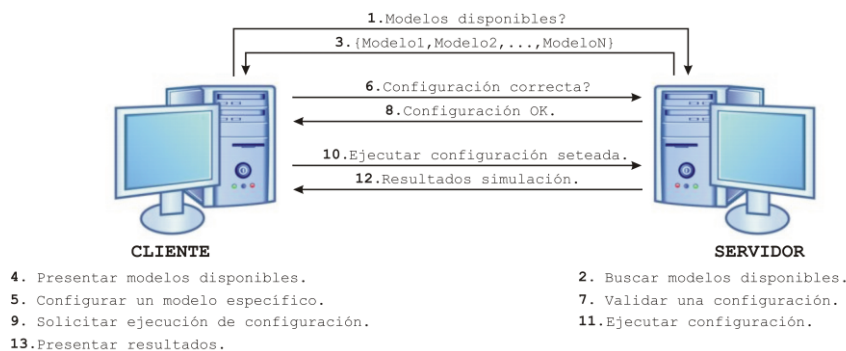 1.Modelos disponibles?
3.{Modelo1,Modelo2,...,ModeloN}
6.Configuración correcta?
8.Configuración OK.
10.Ejecutar configuración seteada.
12.Resultados simulación.
CLIENTE
4. Presentar modelos disponibles.
5. Configurar un modelo específico.
9. Solicitar ejecución de configuración.
13.Presentar resultados.
SERVIDOR
2. Buscar modelos disponibles.
7. Validar una configuración.
11.Ejecutar configuración.